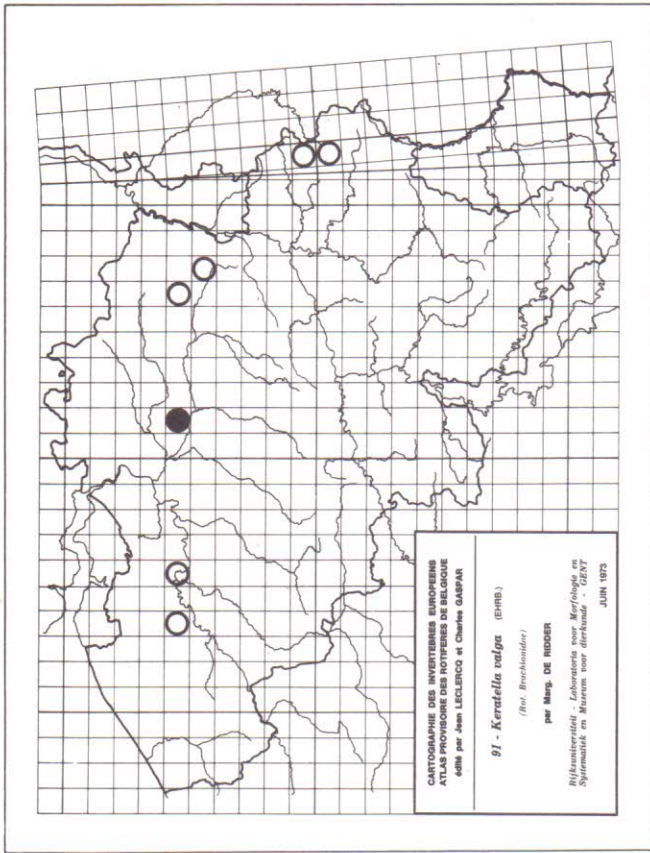 CARTOGRAPHIE DES INVERTEBRES EUROPEENS
ATLAS PROVISOIRE DES ROTIFERES DE BELGIQUE
édité par Jean LECLERCQ et Charles GASPAR
91 - Keratella valga (EHRB.)
(Rot. Brachionidae)
par Marg. DE RIDDER
Rijksuniversiteit - Laboratoria voor Morfologie en
Systematiek en Museum voor dierkunde - GENT
JUIN 1973